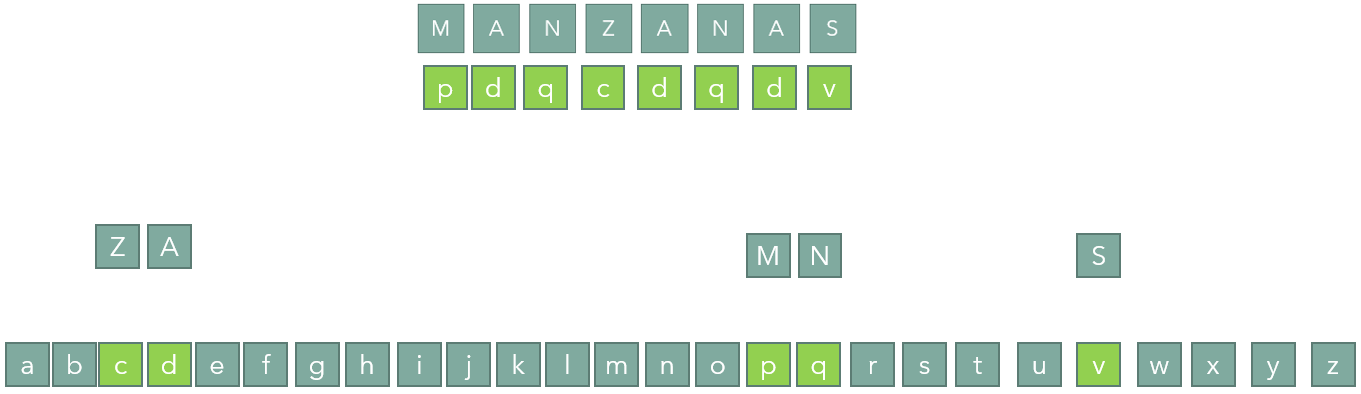 M A N Z A N A S
p d q c d q d v
Z A M N S
a b c d e f g h i j k l m n o p q r s t u v w x y z